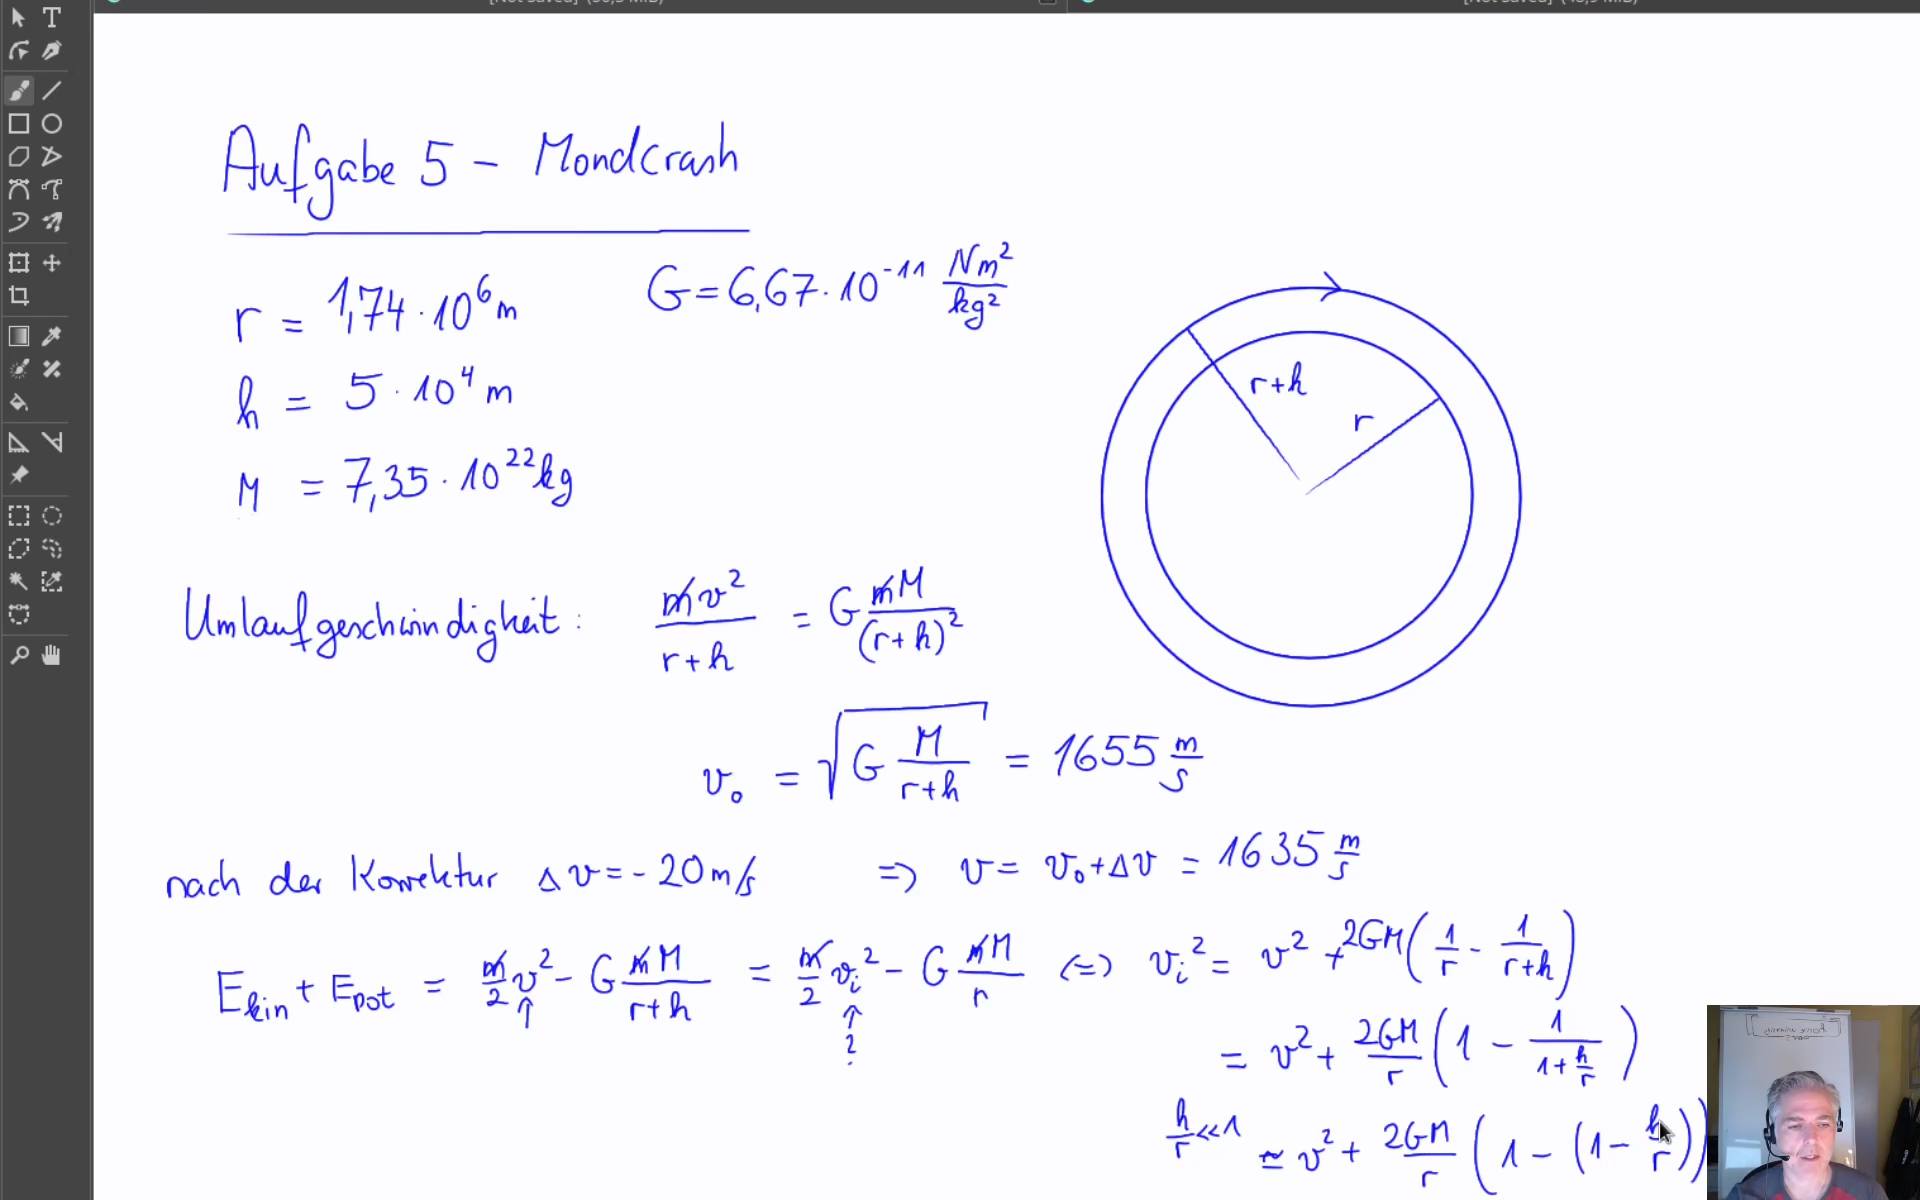 Aufgabe 5 - Mondcrash
r = 1,74 · 10⁶ m
G = 6,67 · 10⁻¹¹ Nm²/kg²
h = 5 · 10⁴ m
M = 7,35 · 10²² kg
r+h
r
Umlaufgeschwindigkeit: mv²/(r+h) = G mM/(r+h)²
v₀ = √(G M/(r+h)) = 1655 m/s
nach der Korrektur Δv = -20 m/s ⇒ v = v₀ + Δv = 1635 m/s
E_kin + E_pot = m/2 v² - G mM/(r+h) = m/2 v_i² - G mM/r ⇔ v_i² = v² + 2GM(1/r - 1/(r+h))
↑ ↑
?
= v² + 2GM/r (1 - 1/(1+h/r))
h/r << 1 ≃ v² + 2GM/r (1 - (1 - h/r))